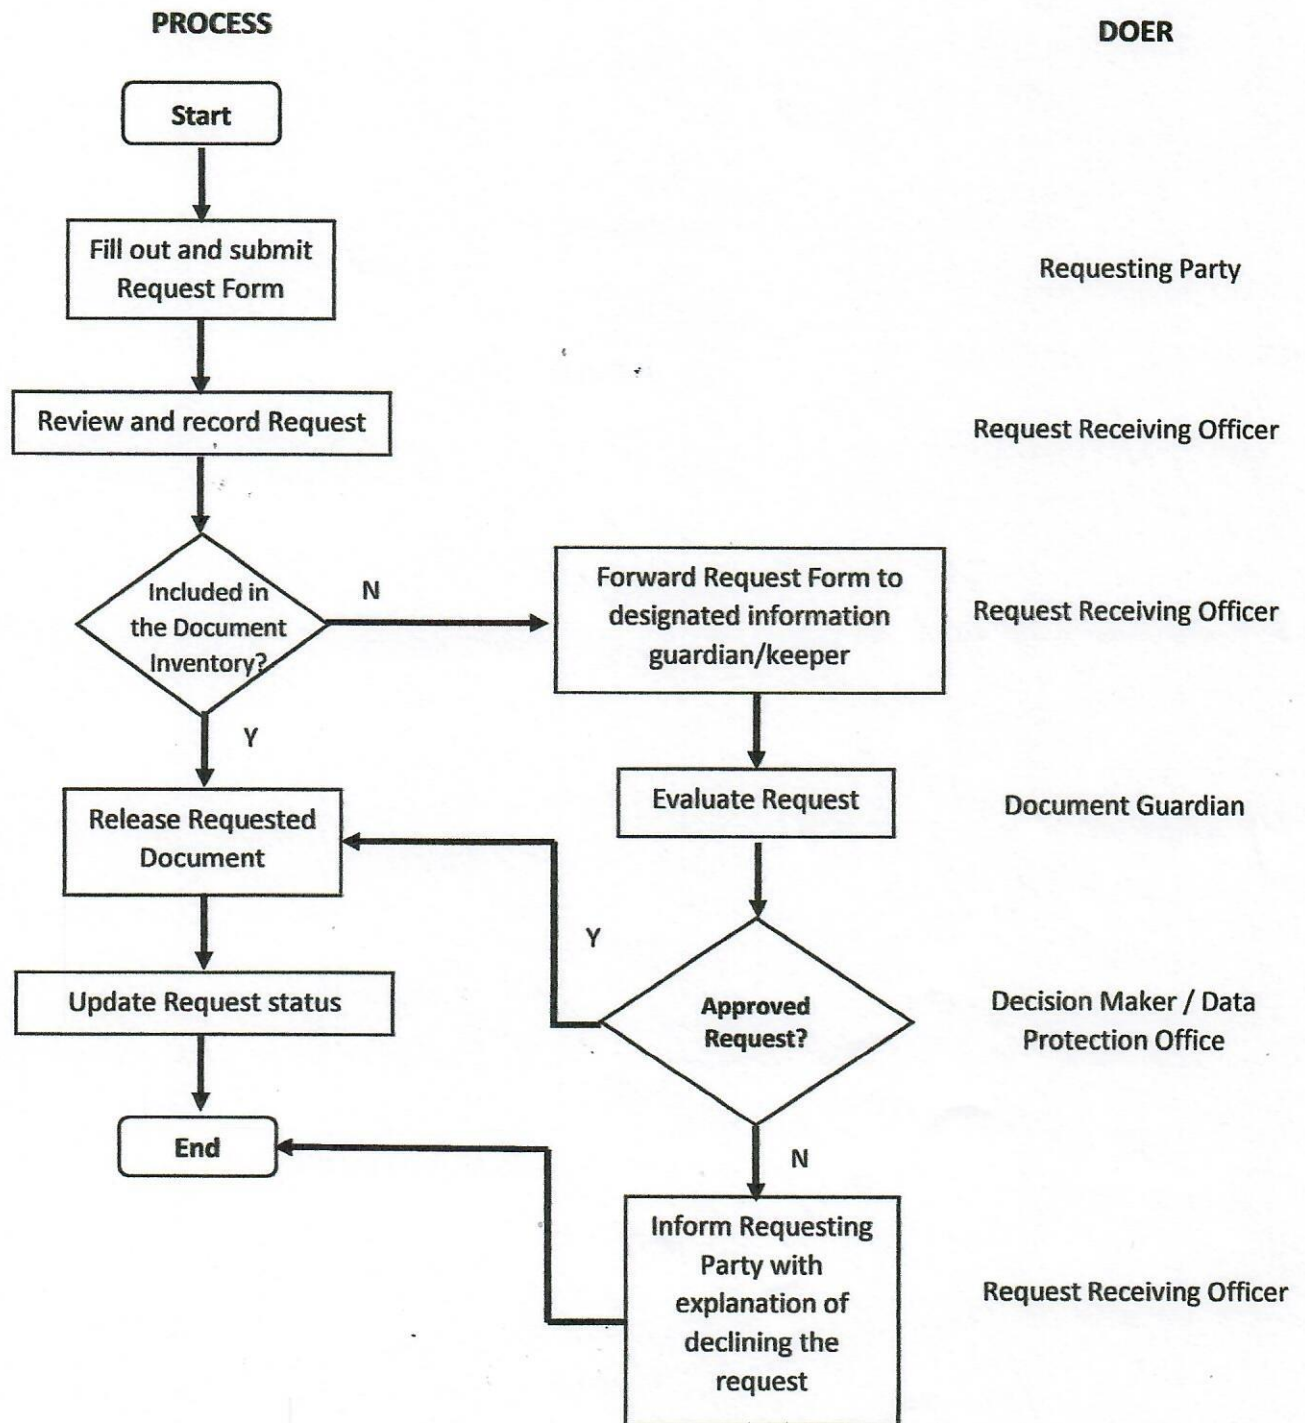 PROCESS
DOER
Start
Fill out and submit
Request Form
Requesting Party
Review and record Request
Request Receiving Officer
Included in
the Document
Inventory?
N
Forward Request Form to
designated information
guardian/keeper
Request Receiving Officer
Y
Release Requested
Document
Evaluate Request
Document Guardian
Y
Update Request status
Approved
Request?
Decision Maker / Data
Protection Office
End
N
Inform Requesting
Party with
explanation of
declining the
request
Request Receiving Officer